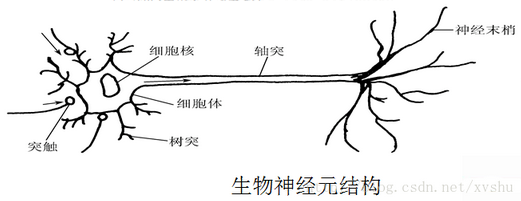 神经末梢
细胞核
轴突
细胞体
突触
树突
生物神经元结构
log.csdn.net/xvshu